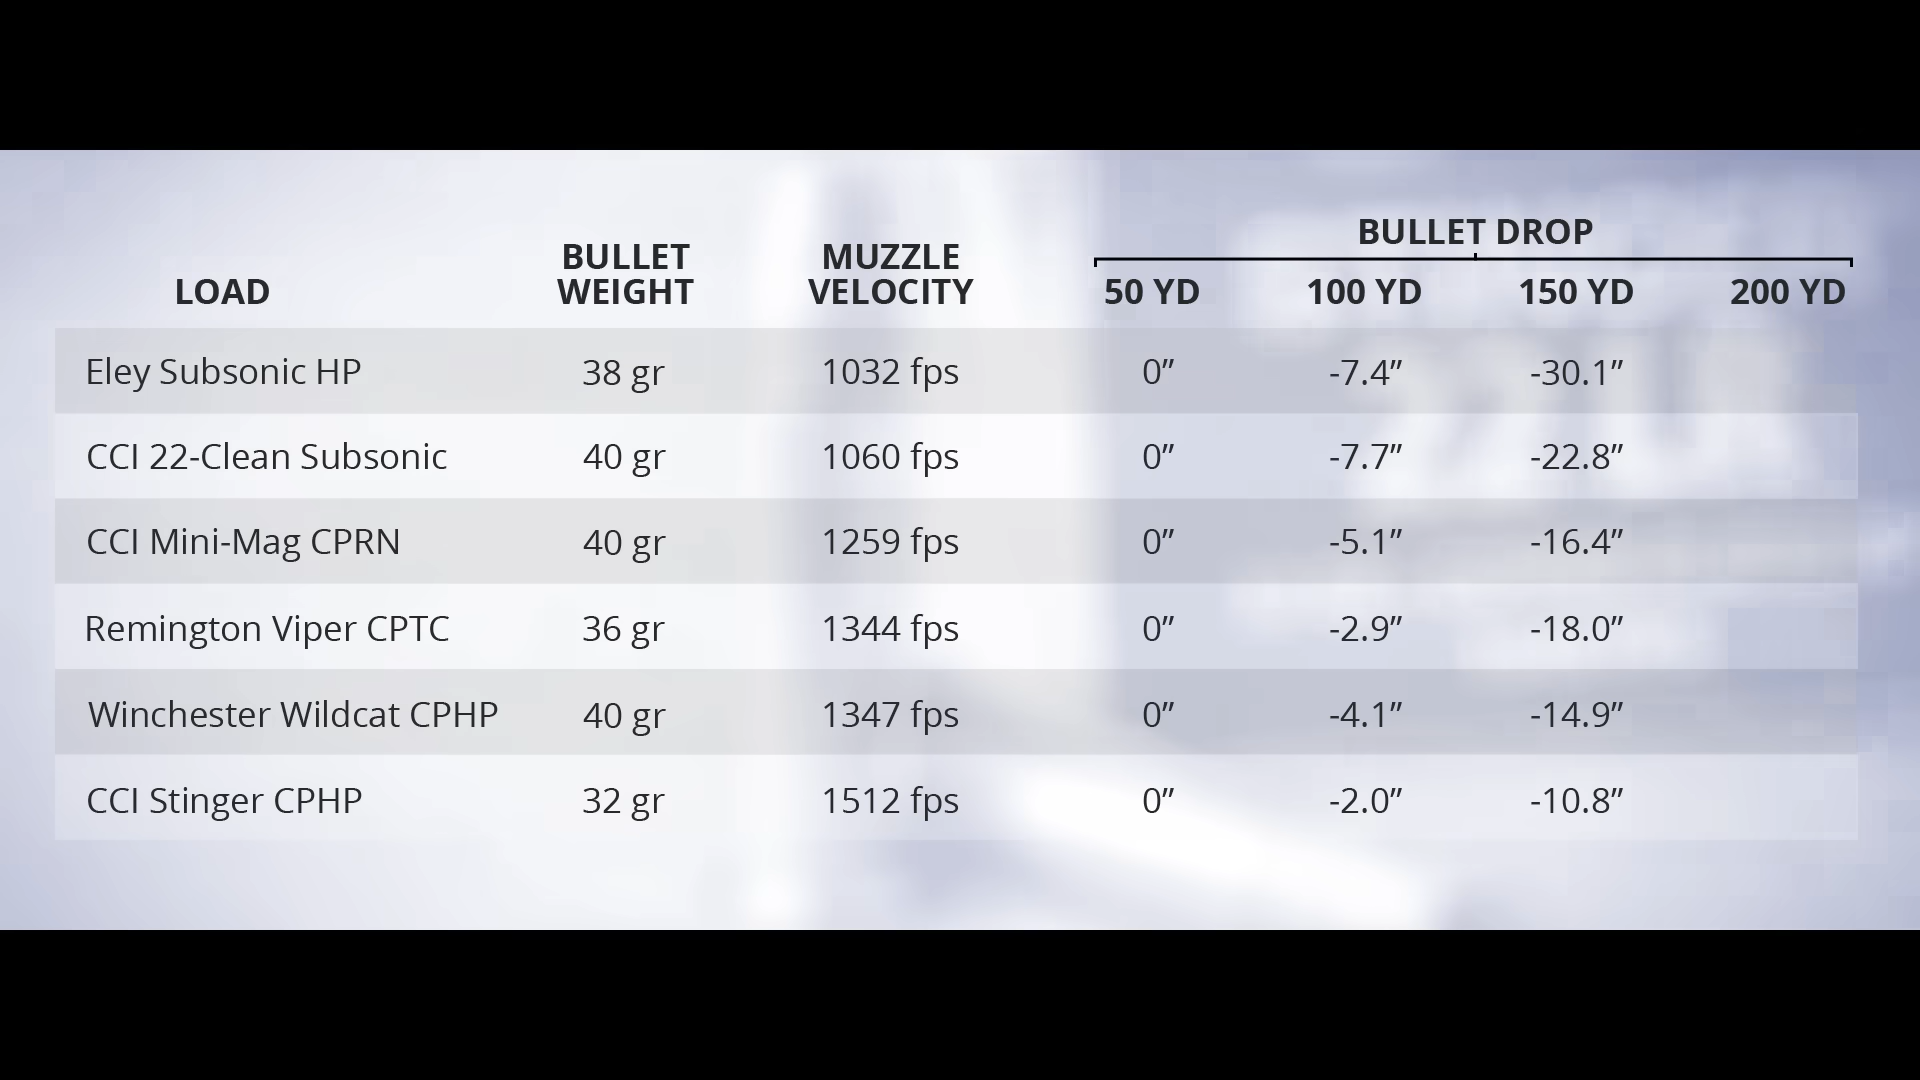 BULLET DROP
LOAD BULLET WEIGHT MUZZLE VELOCITY 50 YD 100 YD 150 YD 200 YD
Eley Subsonic HP 38 gr 1032 fps 0” -7.4” -30.1”
CCI 22-Clean Subsonic 40 gr 1060 fps 0” -7.7” -22.8”
CCI Mini-Mag CPRN 40 gr 1259 fps 0” -5.1” -16.4”
Remington Viper CPTC 36 gr 1344 fps 0” -2.9” -18.0”
Winchester Wildcat CPHP 40 gr 1347 fps 0” -4.1” -14.9”
CCI Stinger CPHP 32 gr 1512 fps 0” -2.0” -10.8”